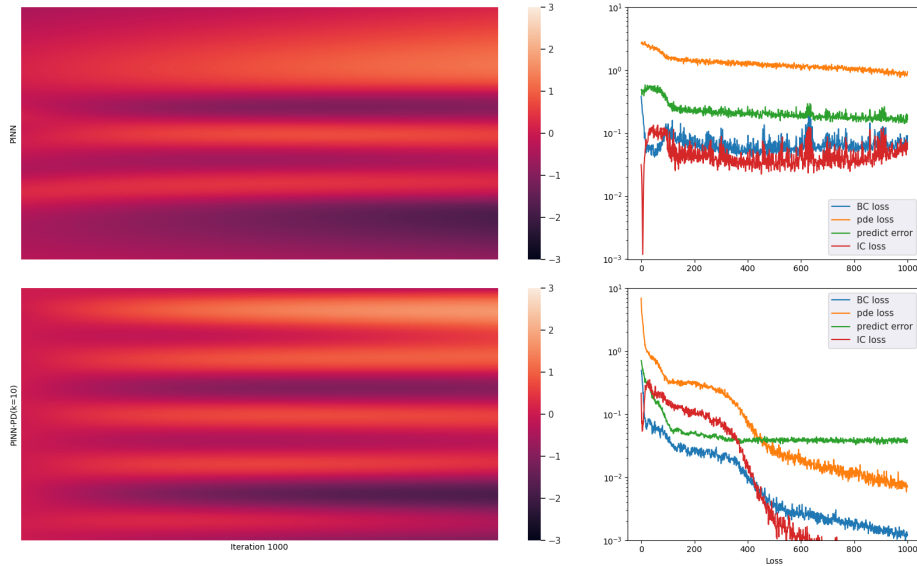 PINN
3
2
1
0
−1
−2
−3
10¹
10⁰
10⁻¹
10⁻²
10⁻³
0 200 400 600 800 1000
BC loss
pde loss
predict error
IC loss
PINN-PD(k=10)
Iteration 1000
3
2
1
0
−1
−2
−3
10¹
10⁰
10⁻¹
10⁻²
10⁻³
0 200 400 600 800 1000
Loss
BC loss
pde loss
predict error
IC loss